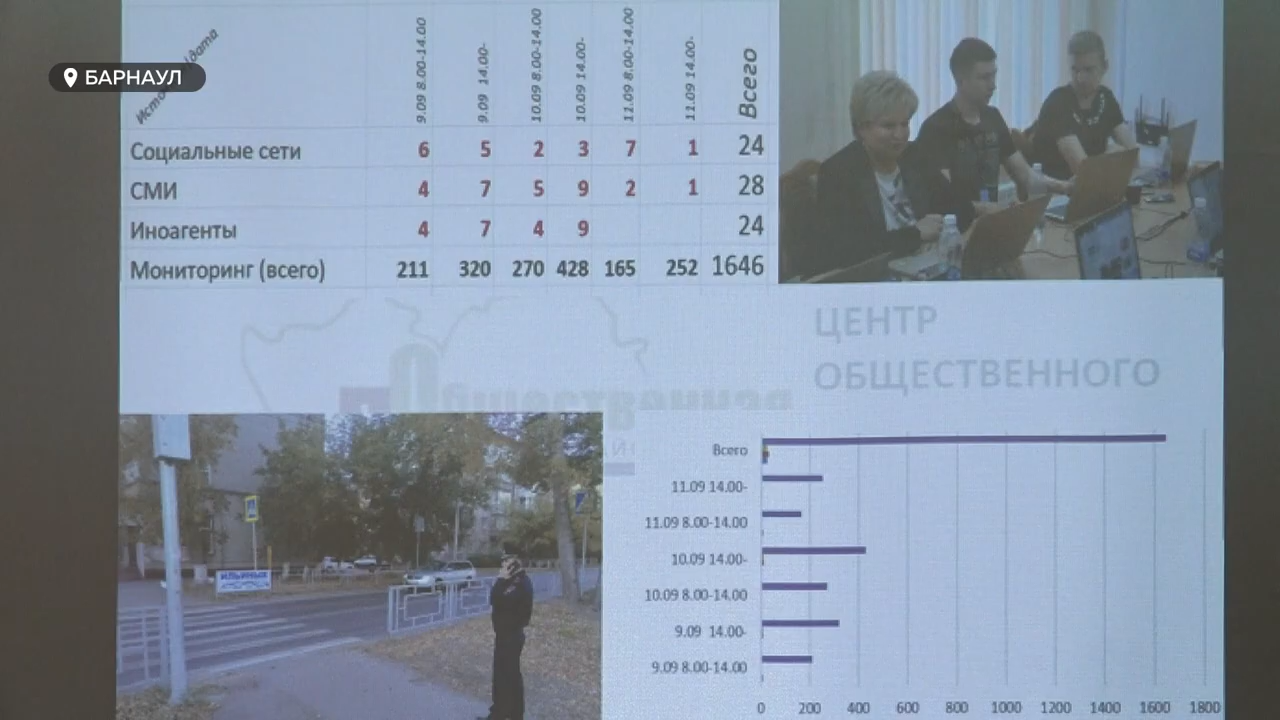 БАРНАУЛ
9.09 8.00-14.00
9.09 14.00-
10.09 8.00-14.00
10.09 14.00-
11.09 8.00-14.00
11.09 14.00-
Всего
Социальные сети 6 5 2 3 7 1 24
СМИ 4 7 5 9 2 1 28
Иноагенты 4 7 4 9 24
Мониторинг (всего) 211 320 270 428 165 252 1646
ЦЕНТР
ОБЩЕСТВЕННОГО
ИЛЬИНЫХ
Всего
11.09 14.00-
11.09 8.00-14.00
10.09 14.00-
10.09 8.00-14.00
9.09 14.00-
9.09 8.00-14.00
0 200 400 600 800 1000 1200 1400 1600 1800